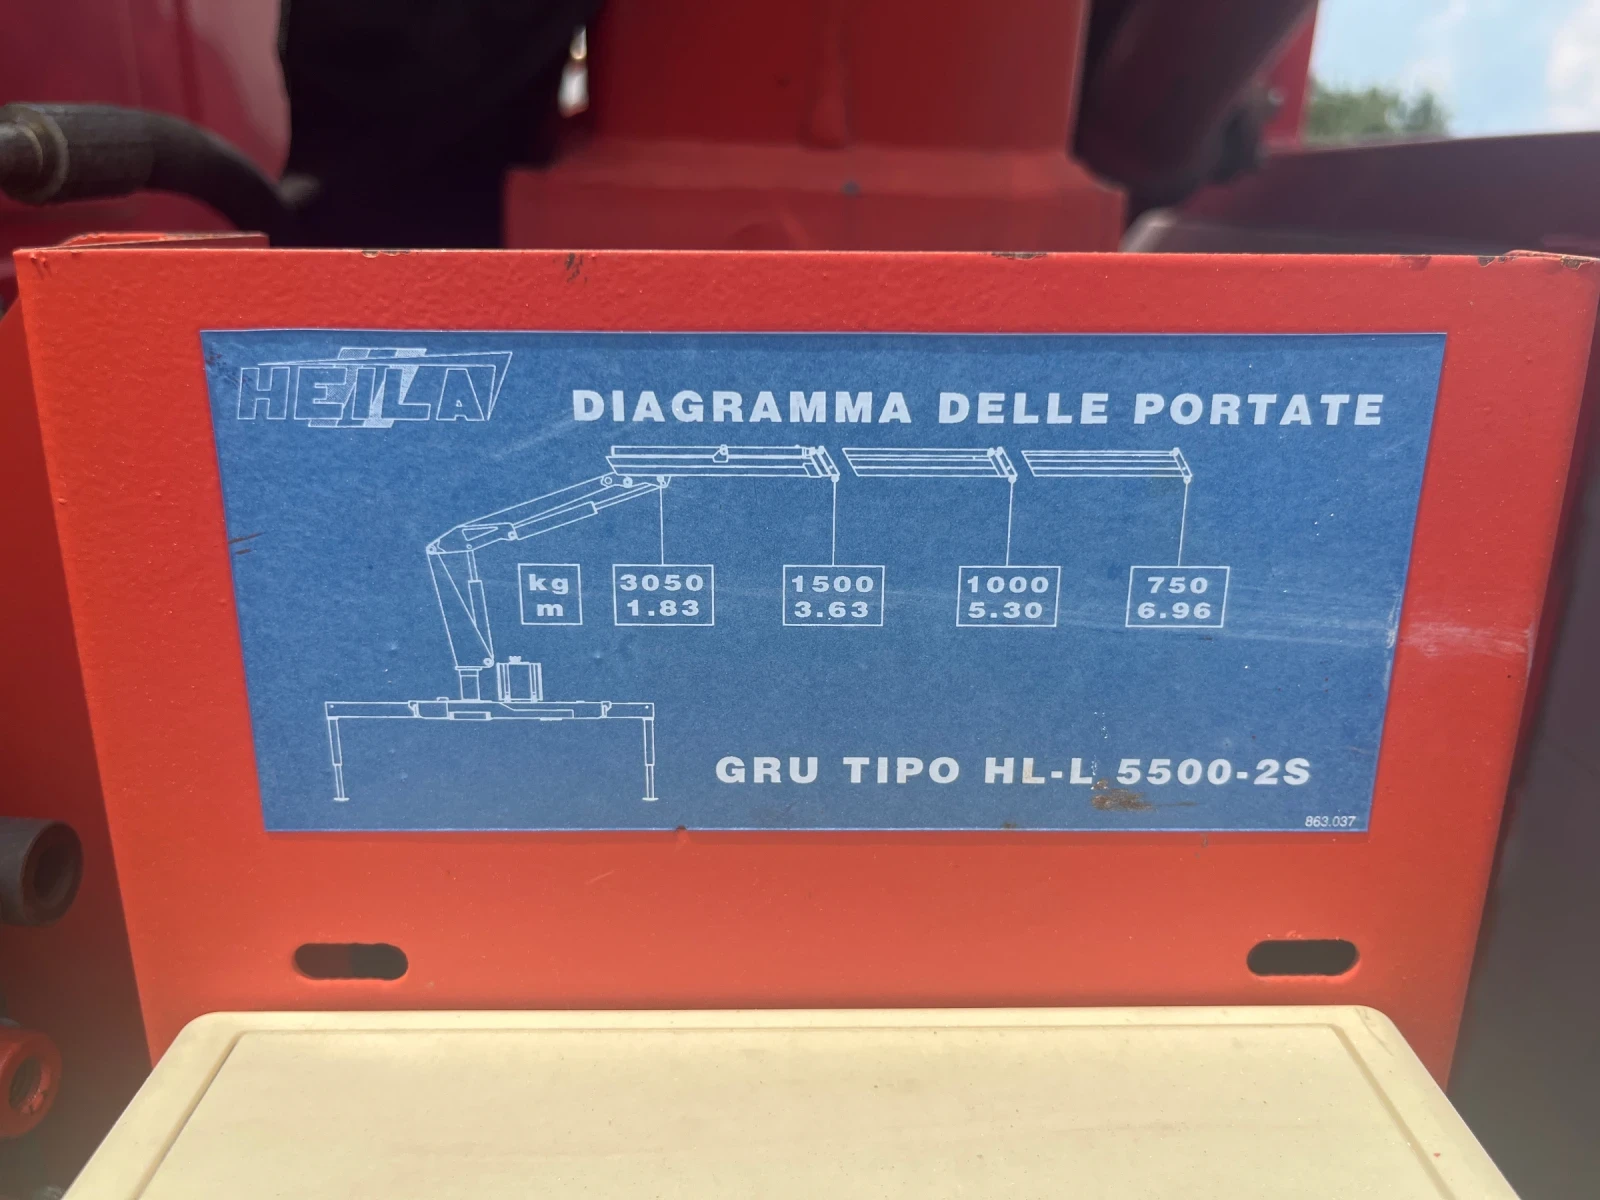 HEILA
DIAGRAMMA DELLE PORTATE
kg 3050 1500 1000 750
m 1.83 3.63 5.30 6.96
GRU TIPO HL-L 5500-2S
863.037